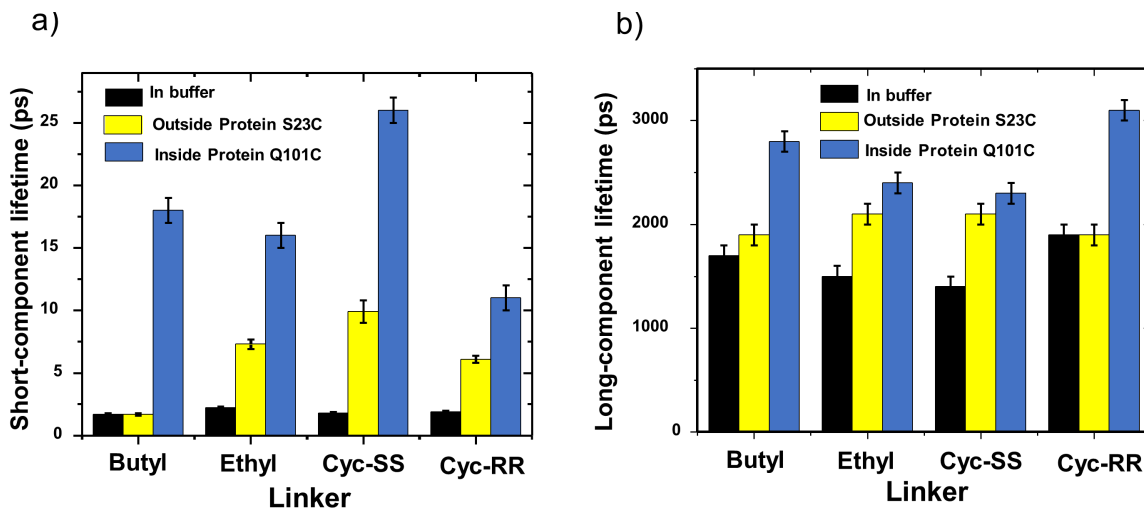 a)
Short-component lifetime (ps)
25
20
15
10
5
0
In buffer
Outside Protein S23C
Inside Protein Q101C
Butyl Ethyl Cyc-SS Cyc-RR
Linker
b)
Long-component lifetime (ps)
3000
2000
1000
0
In buffer
Outside Protein S23C
Inside Protein Q101C
Butyl Ethyl Cyc-SS Cyc-RR
Linker